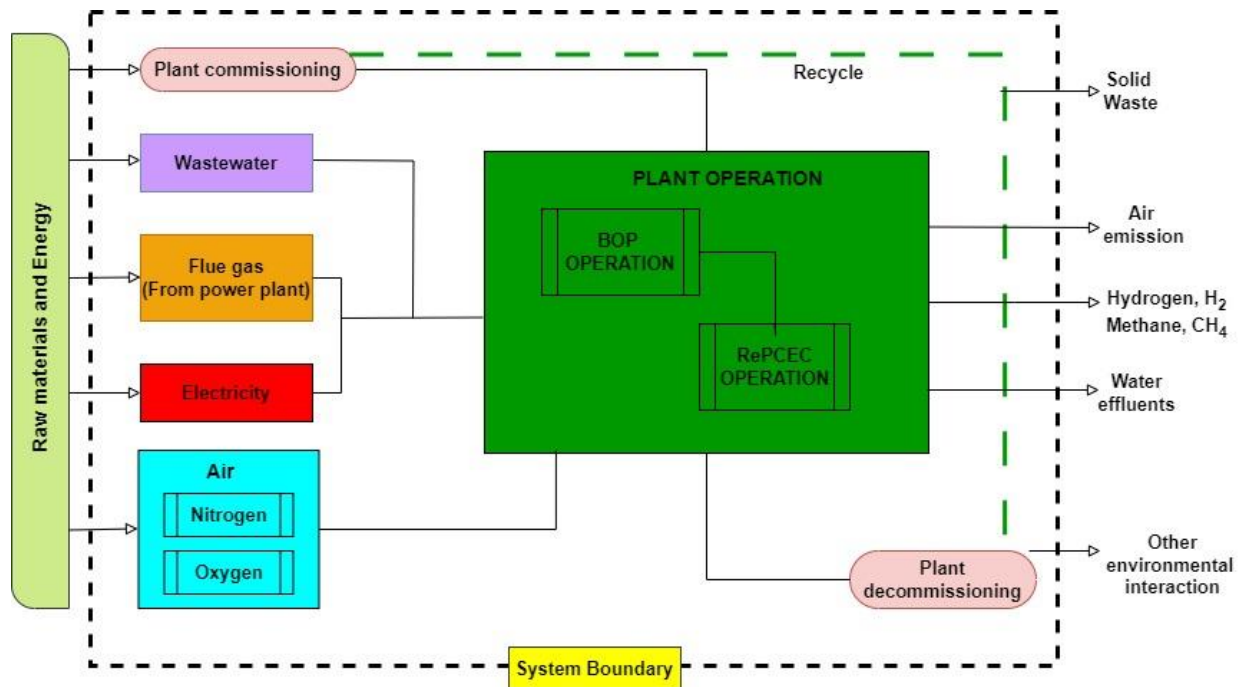 Raw materials and Energy
Plant commissioning
Recycle
Wastewater
Flue gas
(From power plant)
Electricity
Air
Nitrogen
Oxygen
PLANT OPERATION
BOP
OPERATION
RePCEC
OPERATION
Plant
decommissioning
Solid
Waste
Air
emission
Hydrogen, H₂
Methane, CH₄
Water
effluents
Other
environmental
interaction
System Boundary